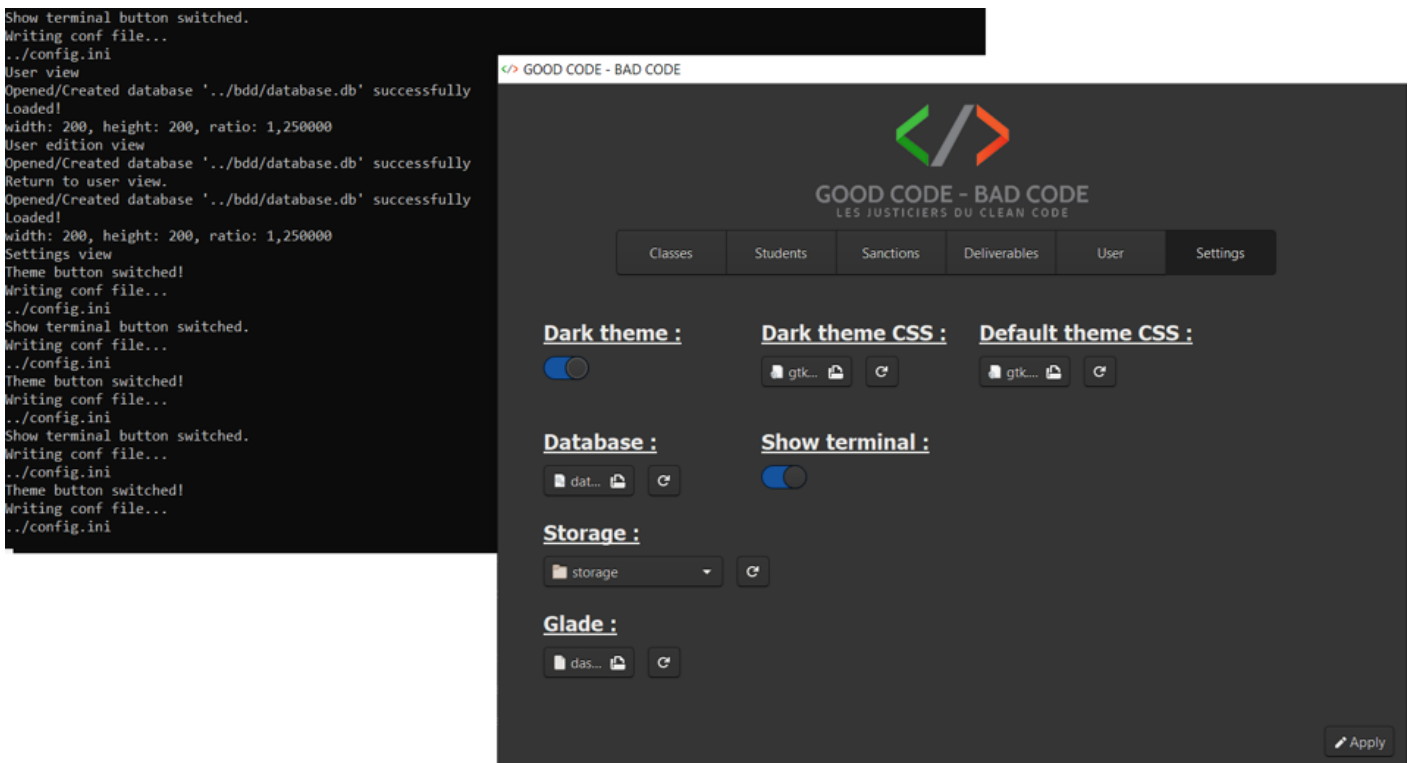 Show terminal button switched.
Writing conf file...
../config.ini
User view
Opened/Created database '../bdd/database.db' successfully
Loaded!
width: 200, height: 200, ratio: 1,250000
User edition view
Opened/Created database '../bdd/database.db' successfully
Return to user view.
Opened/Created database '../bdd/database.db' successfully
Loaded!
width: 200, height: 200, ratio: 1,250000
Settings view
Theme button switched!
Writing conf file...
../config.ini
Show terminal button switched.
Writing conf file...
../config.ini
Theme button switched!
Writing conf file...
../config.ini
Show terminal button switched.
Writing conf file...
../config.ini
Theme button switched!
Writing conf file...
../config.ini
</> GOOD CODE - BAD CODE
</>
GOOD CODE - BAD CODE
LES JUSTICIERS DU CLEAN CODE
Classes Students Sanctions Deliverables User Settings
Dark theme : Dark theme CSS : Default theme CSS :
gtk... gtk...
Database : Show terminal :
dat...
Storage :
storage
Glade :
das...
Apply